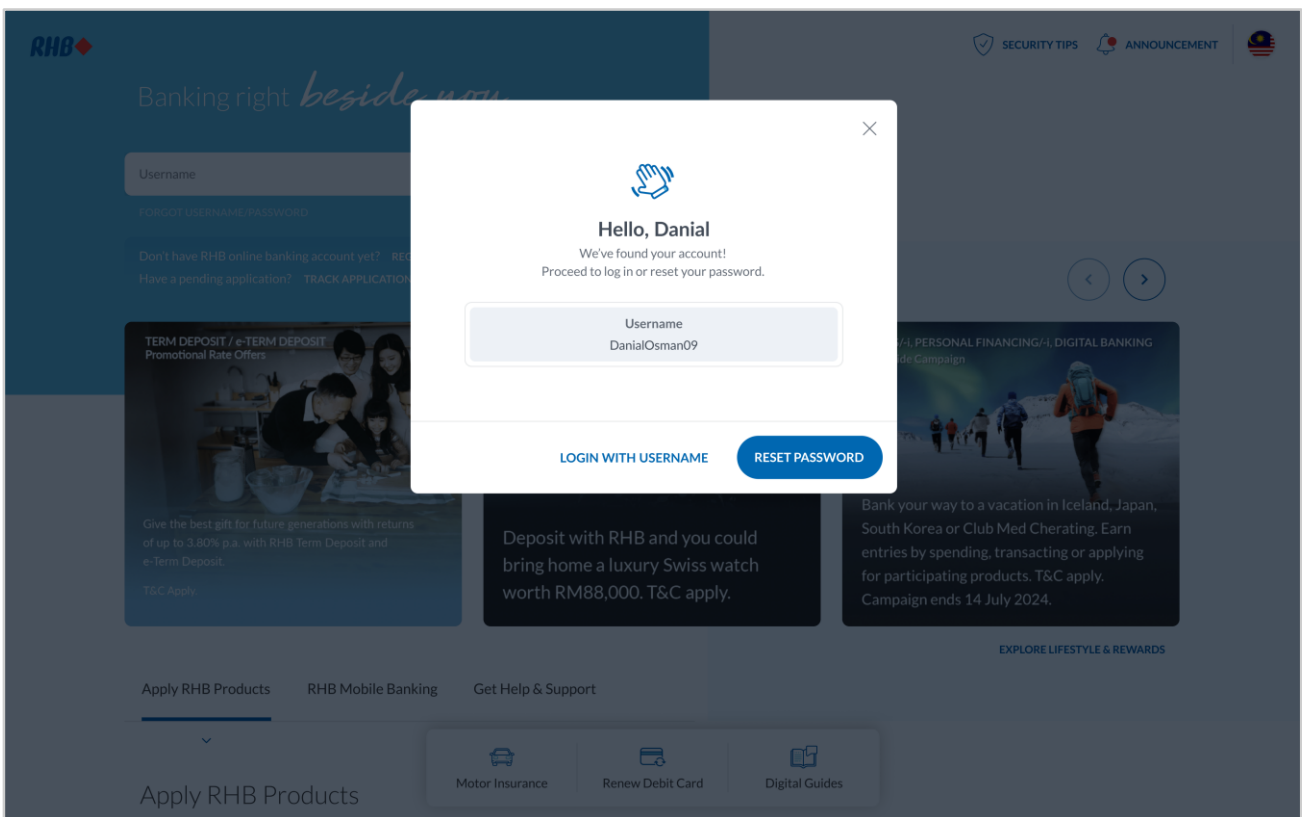 RHB
SECURITY TIPS
ANNOUNCEMENT
Banking right beside you
Username
FORGOT USERNAME/PASSWORD
Don't have RHB online banking account yet?
Have a pending application? TRACK APPLICATION
Hello, Danial
We've found your account!
Proceed to log in or reset your password.
Username
DanialOsman09
LOGIN WITH USERNAME
RESET PASSWORD
TERM DEPOSIT / e-TERM DEPOSIT
Promotional Rate Offers
Give the best gift for future generations with returns
of up to 3.80% p.a. with RHB Term Deposit and
e-Term Deposit.
T&C Apply.
Deposit with RHB and you could
bring home a luxury Swiss watch
worth RM88,000. T&C apply.
PERSONAL FINANCING/-i, DIGITAL BANKING
Campaign
Bank your way to a vacation in Iceland, Japan,
South Korea or Club Med Cherating. Earn
entries by spending, transacting or applying
for participating products. T&C apply.
Campaign ends 14 July 2024.
EXPLORE LIFESTYLE & REWARDS
Apply RHB Products
RHB Mobile Banking
Get Help & Support
Apply RHB Products
Motor Insurance
Renew Debit Card
Digital Guides